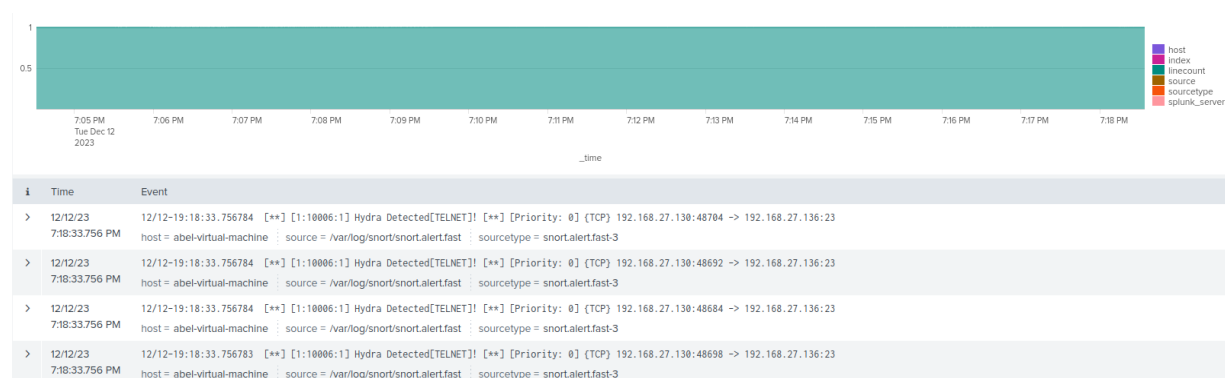 1
0.5
host
index
linecount
source
sourcetype
splunk_server
7:05 PM 7:06 PM 7:07 PM 7:08 PM 7:09 PM 7:10 PM 7:11 PM 7:12 PM 7:13 PM 7:14 PM 7:15 PM 7:16 PM 7:17 PM 7:18 PM
Tue Dec 12
2023
_time
i Time Event
> 12/12/23 12/12-19:18:33.756784 [**] [1:10006:1] Hydra Detected[TELNET]! [**] [Priority: 0] {TCP} 192.168.27.130:48704 -> 192.168.27.136:23
7:18:33.756 PM host = abel-virtual-machine source = /var/log/snort/snort.alert.fast sourcetype = snort.alert.fast-3
> 12/12/23 12/12-19:18:33.756784 [**] [1:10006:1] Hydra Detected[TELNET]! [**] [Priority: 0] {TCP} 192.168.27.130:48692 -> 192.168.27.136:23
7:18:33.756 PM host = abel-virtual-machine source = /var/log/snort/snort.alert.fast sourcetype = snort.alert.fast-3
> 12/12/23 12/12-19:18:33.756784 [**] [1:10006:1] Hydra Detected[TELNET]! [**] [Priority: 0] {TCP} 192.168.27.130:48684 -> 192.168.27.136:23
7:18:33.756 PM host = abel-virtual-machine source = /var/log/snort/snort.alert.fast sourcetype = snort.alert.fast-3
> 12/12/23 12/12-19:18:33.756783 [**] [1:10006:1] Hydra Detected[TELNET]! [**] [Priority: 0] {TCP} 192.168.27.130:48698 -> 192.168.27.136:23
7:18:33.756 PM host = abel-virtual-machine source = /var/log/snort/snort.alert.fast sourcetype = snort.alert.fast-3